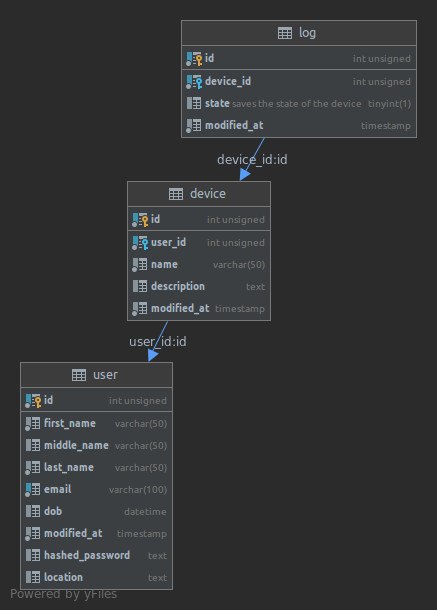 log
id int unsigned
device_id int unsigned
state saves the state of the device tinyint(1)
modified_at timestamp
device_id:id
device
id int unsigned
user_id int unsigned
name varchar(50)
description text
modified_at timestamp
user_id:id
user
id int unsigned
first_name varchar(50)
middle_name varchar(50)
last_name varchar(50)
email varchar(100)
dob datetime
modified_at timestamp
hashed_password text
location text
Powered by yFiles